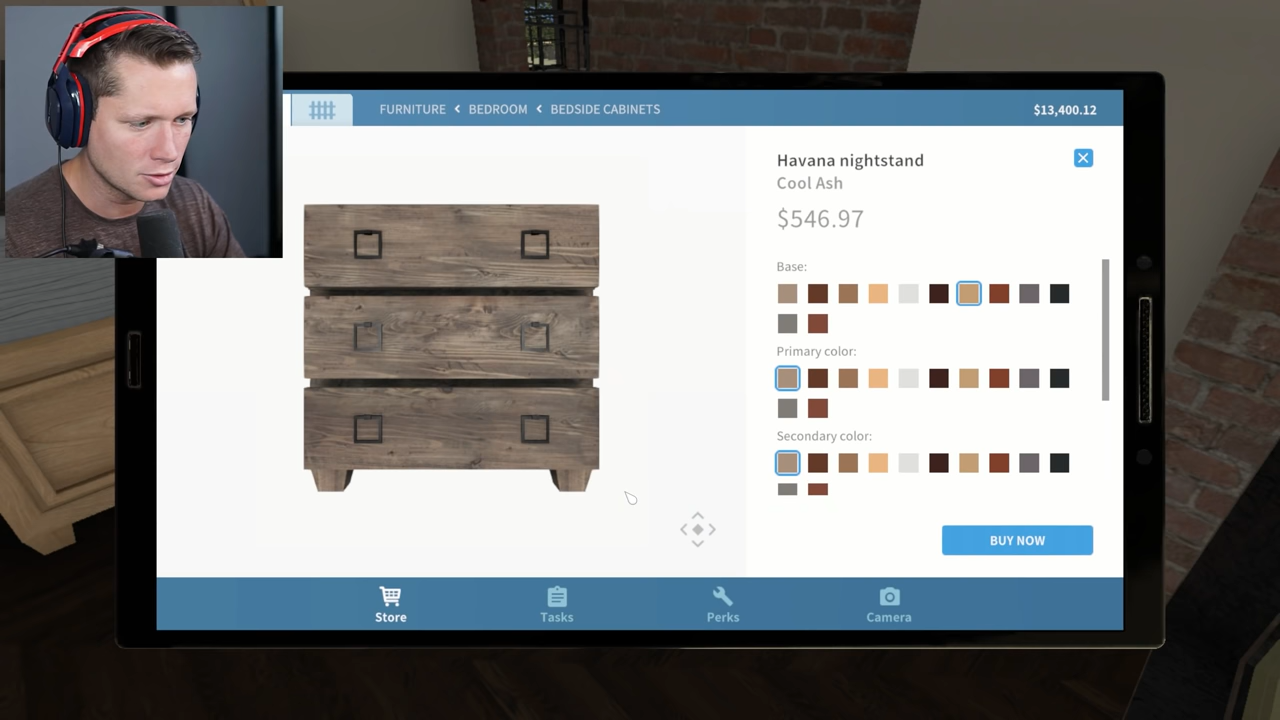 FURNITURE < BEDROOM < BEDSIDE CABINETS
$13,400.12
Havana nightstand
Cool Ash
$546.97
Base:
Primary color:
Secondary color:
BUY NOW
Store
Tasks
Perks
Camera